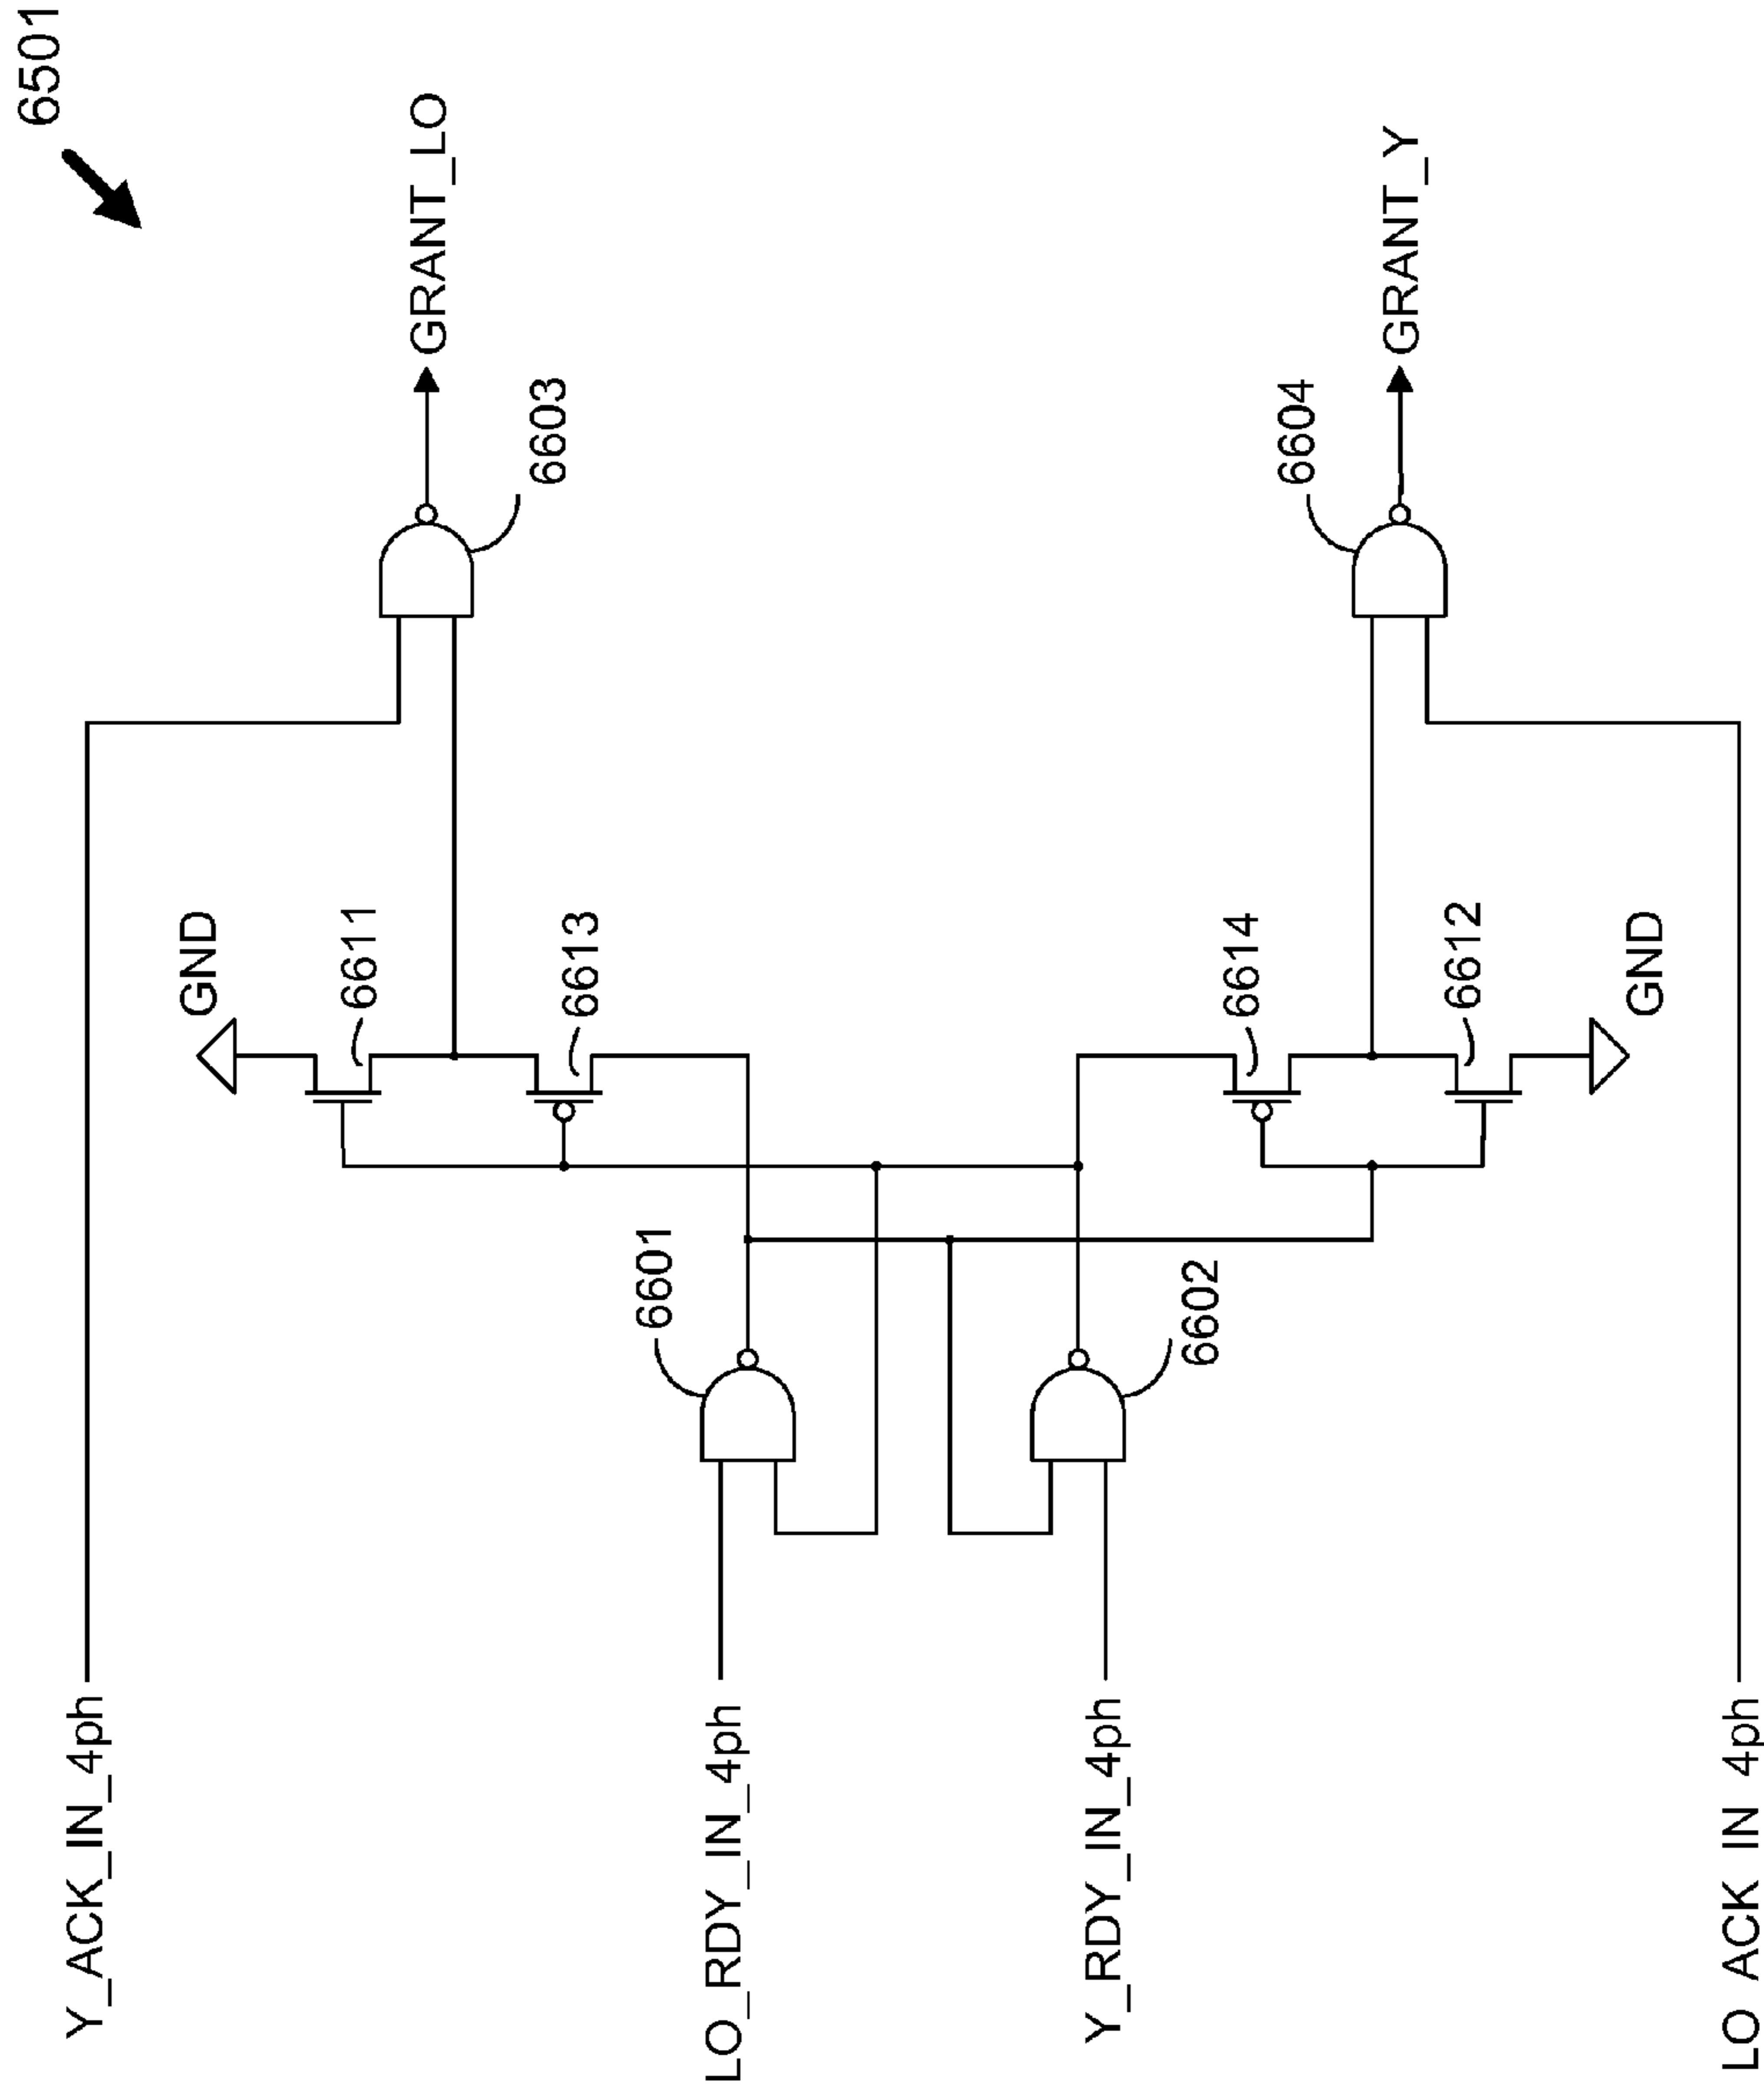 6501
Y_ACK_IN_4ph
GND
6611
GRANT_LO
6613
6603
6601
LO_RDY_IN_4ph
Y_RDY_IN_4ph
6602
6614
6604
GRANT_Y
6612
GND
LO_ACK_IN_4ph